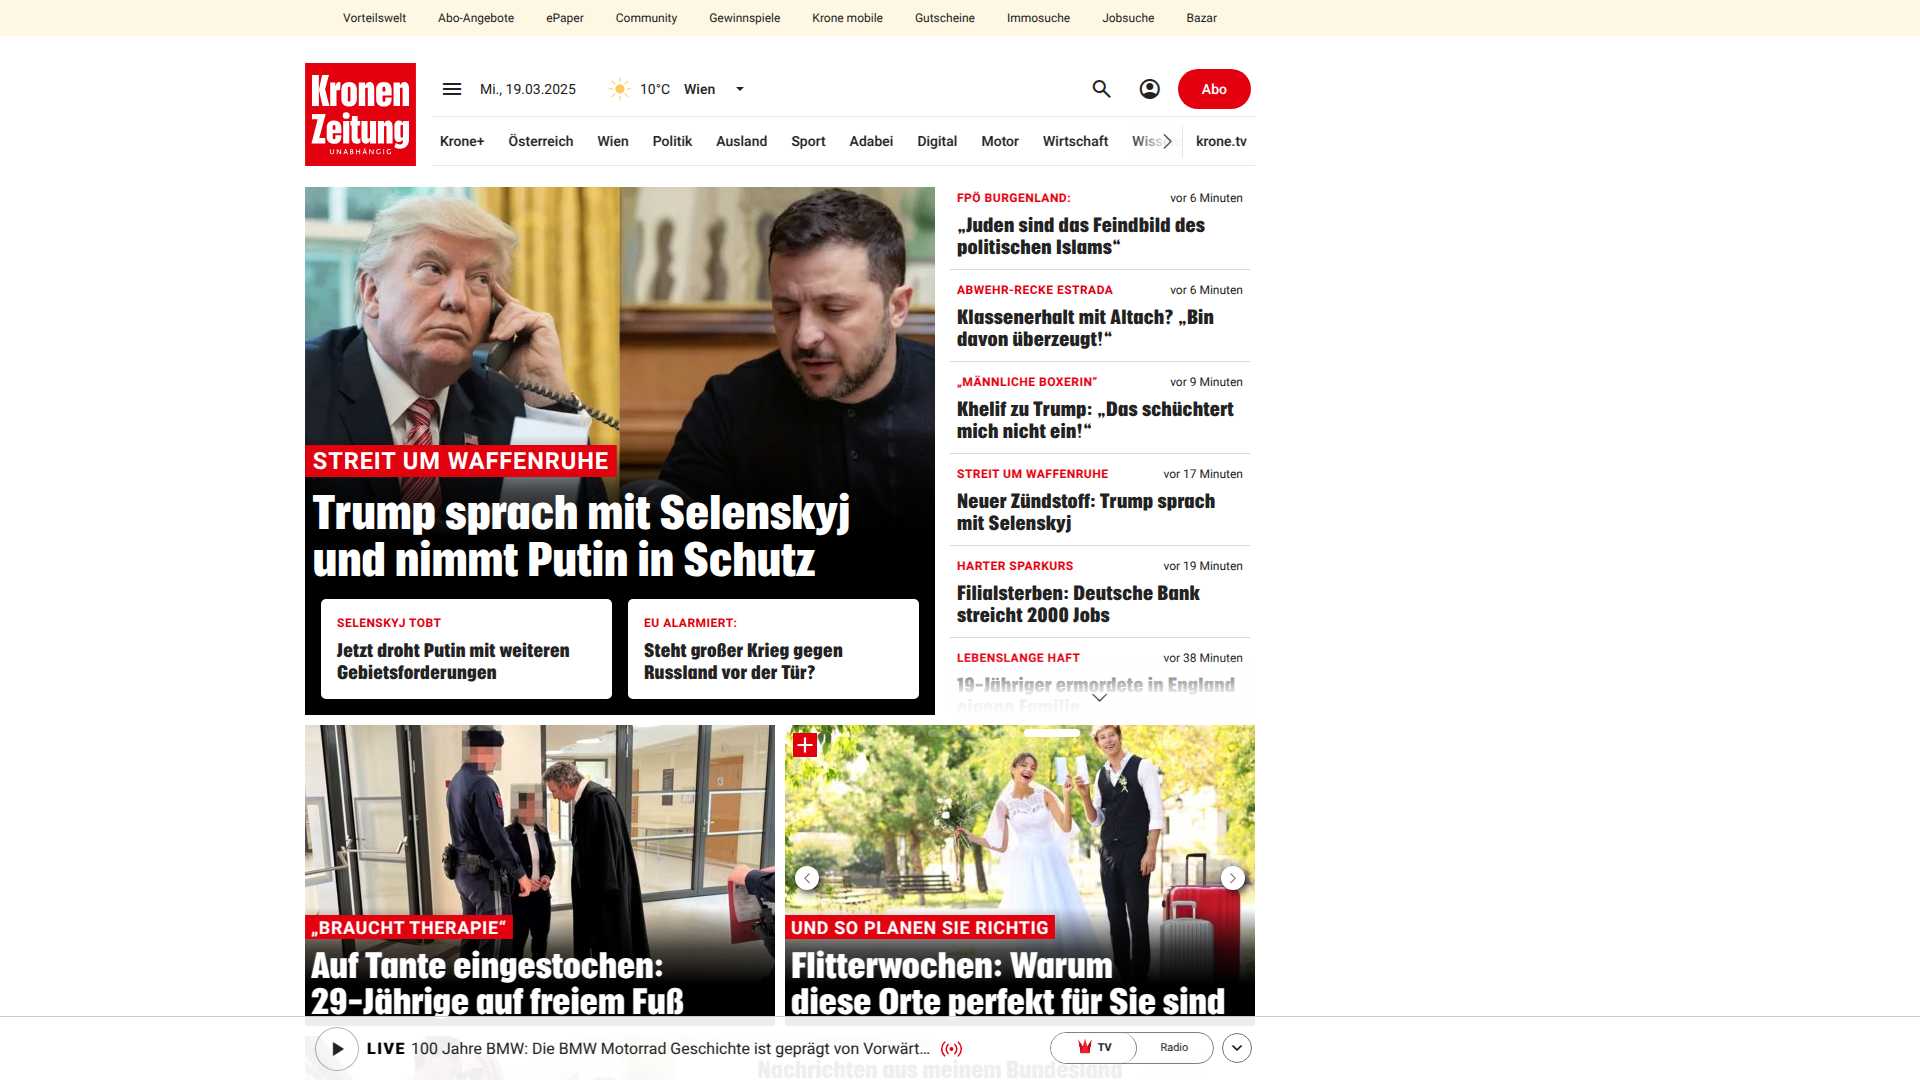 Vorteilswelt Abo-Angebote ePaper Community Gewinnspiele Krone mobile Gutscheine Immosuche Jobsuche Bazar
Kronen
Zeitung
UNABHÄNGIG
Mi., 19.03.2025 10°C Wien
Abo
Krone+ Österreich Wien Politik Ausland Sport Adabei Digital Motor Wirtschaft Wiss krone.tv
STREIT UM WAFFENRUHE
Trump sprach mit Selenskyj
und nimmt Putin in Schutz
SELENSKYJ TOBT
Jetzt droht Putin mit weiteren
Gebietsforderungen
EU ALARMIERT:
Steht großer Krieg gegen
Russland vor der Tür?
FPÖ BURGENLAND: vor 6 Minuten
„Juden sind das Feindbild des
politischen Islams“
ABWEHR-RECKE ESTRADA vor 6 Minuten
Klassenerhalt mit Altach? „Bin
davon überzeugt!“
„MÄNNLICHE BOXERIN“ vor 9 Minuten
Khelif zu Trump: „Das schüchtert
mich nicht ein!“
STREIT UM WAFFENRUHE vor 17 Minuten
Neuer Zündstoff: Trump sprach
mit Selenskyj
HARTER SPARKURS vor 19 Minuten
Filialsterben: Deutsche Bank
streicht 2000 Jobs
LEBENSLANGE HAFT vor 38 Minuten
19-Jähriger ermordete in England
eigene Familie
„BRAUCHT THERAPIE“
Auf Tante eingestochen:
29-Jährige auf freiem Fuß
UND SO PLANEN SIE RICHTIG
Flitterwochen: Warum
diese Orte perfekt für Sie sind
LIVE 100 Jahre BMW: Die BMW Motorrad Geschichte ist geprägt von Vorwärt...
TV Radio
Nachrichten aus meinem Bundesland